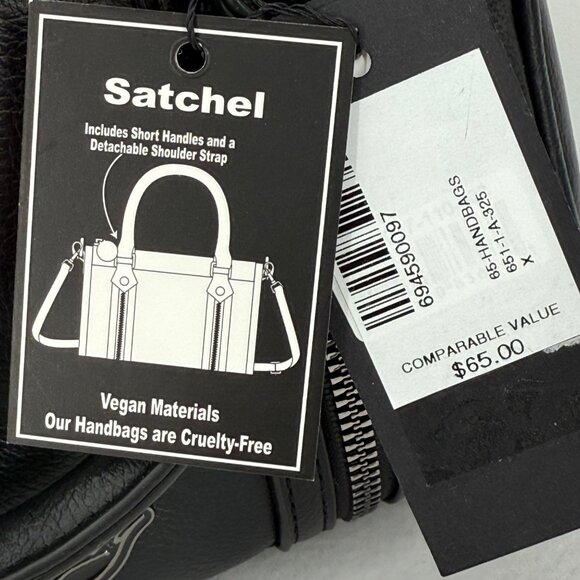 Satchel
Includes Short Handles and a
Detachable Shoulder Strap
Vegan Materials
Our Handbags are Cruelty-Free
694590097
65-HANDBAGS
651-1-A-325
X
COMPARABLE VALUE
$65.00